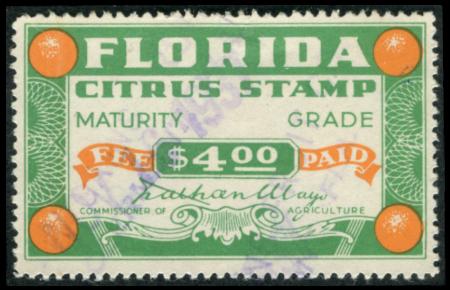 FLORIDA
CITRUS STAMP
MATURITY GRADE
FEE $4.00 PAID
Nathan Mayo
COMMISSIONER OF AGRICULTURE